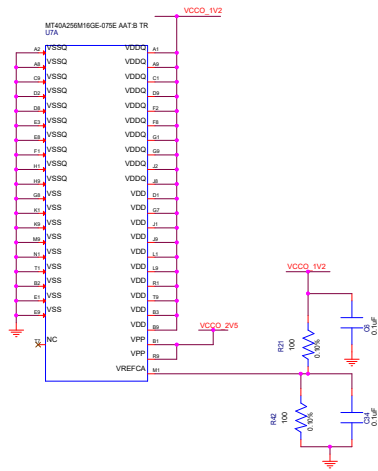 VCCO_1V2
MT40A256M16GE-075E AAT:B TR
U7A
A2 VSSQ VDDQ A1
A8 VSSQ VDDQ A9
C9 VSSQ VDDQ C1
D2 VSSQ VDDQ D9
D8 VSSQ VDDQ F2
E3 VSSQ VDDQ F8
E8 VSSQ VDDQ G1
F1 VSSQ VDDQ G9
H1 VSSQ VDDQ J2
H9 VSSQ VDDQ J8
G8 VSS VDD D1
K1 VSS VDD G7
K9 VSS VDD J1
M9 VSS VDD J9
N1 VSS VDD L1
T1 VSS VDD L9
B2 VSS VDD R1
E1 VSS VDD T9
E9 VSS VDD B3
VDD B9
T7 NC VPP B1
VPP R9
VREFCA M1
VCCO_2V5
VCCO_1V2
R21
100
0.10%
C6
0.1uF
R42
100
0.10%
C34
0.1uF